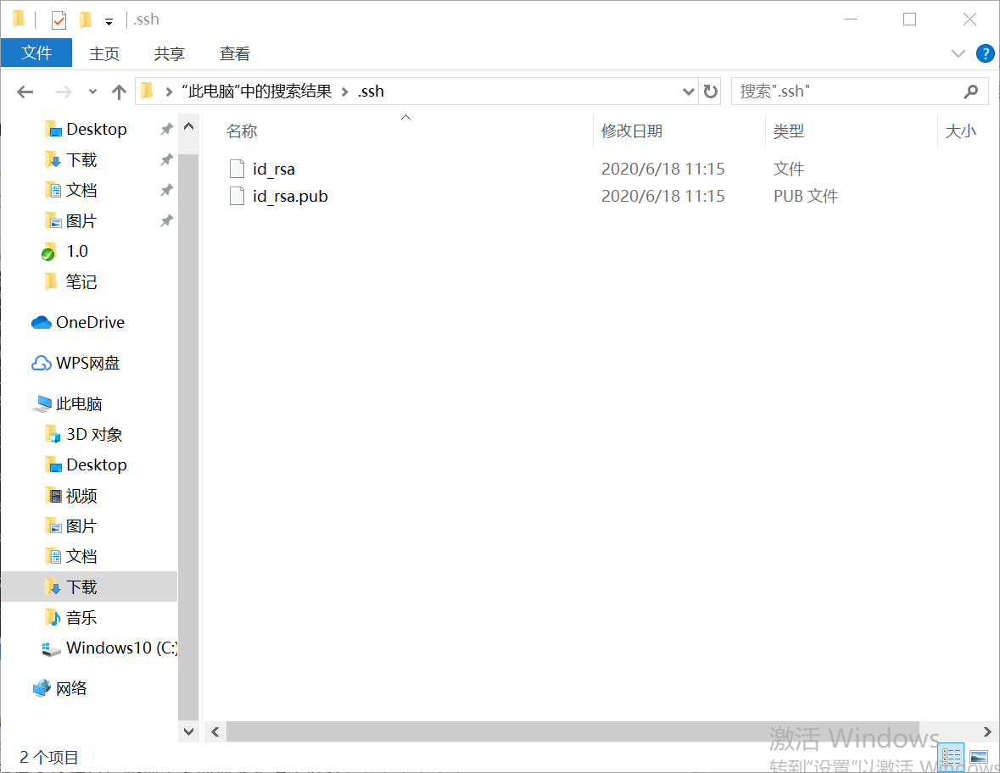 .ssh
文件 主页 共享 查看
“此电脑”中的搜索结果 .ssh 搜索".ssh"
名称 修改日期 类型 大小
id_rsa 2020/6/18 11:15 文件
id_rsa.pub 2020/6/18 11:15 PUB 文件
Desktop
下载
文档
图片
1.0
笔记
OneDrive
WPS网盘
此电脑
3D 对象
Desktop
视频
图片
文档
下载
音乐
Windows10 (C:)
网络
2 个项目
激活 Windows
转到"设置"以激活 Windows